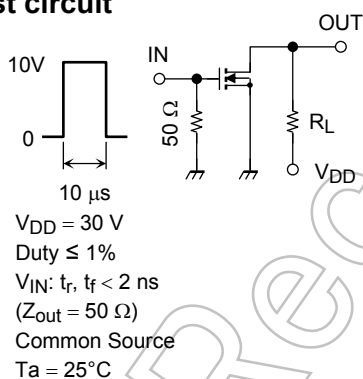 st circuit
OUT
IN
10V
0
50 Ω
RL
VDD
10 μs
VDD = 30 V
Duty ≤ 1%
VIN: tr, tf < 2 ns
(Zout = 50 Ω)
Common Source
Ta = 25°C
Rec